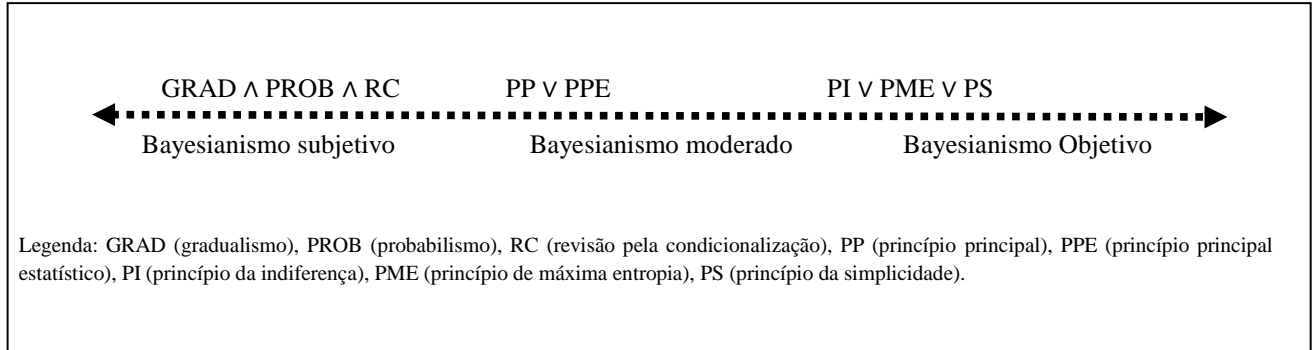 GRAD ∧ PROB ∧ RC PP ∨ PPE PI ∨ PME ∨ PS
Bayesianismo subjetivo Bayesianismo moderado Bayesianismo Objetivo
Legenda: GRAD (gradualismo), PROB (probabilismo), RC (revisão pela condicionalização), PP (princípio principal), PPE (princípio principal
estatístico), PI (princípio da indiferença), PME (princípio de máxima entropia), PS (princípio da simplicidade).